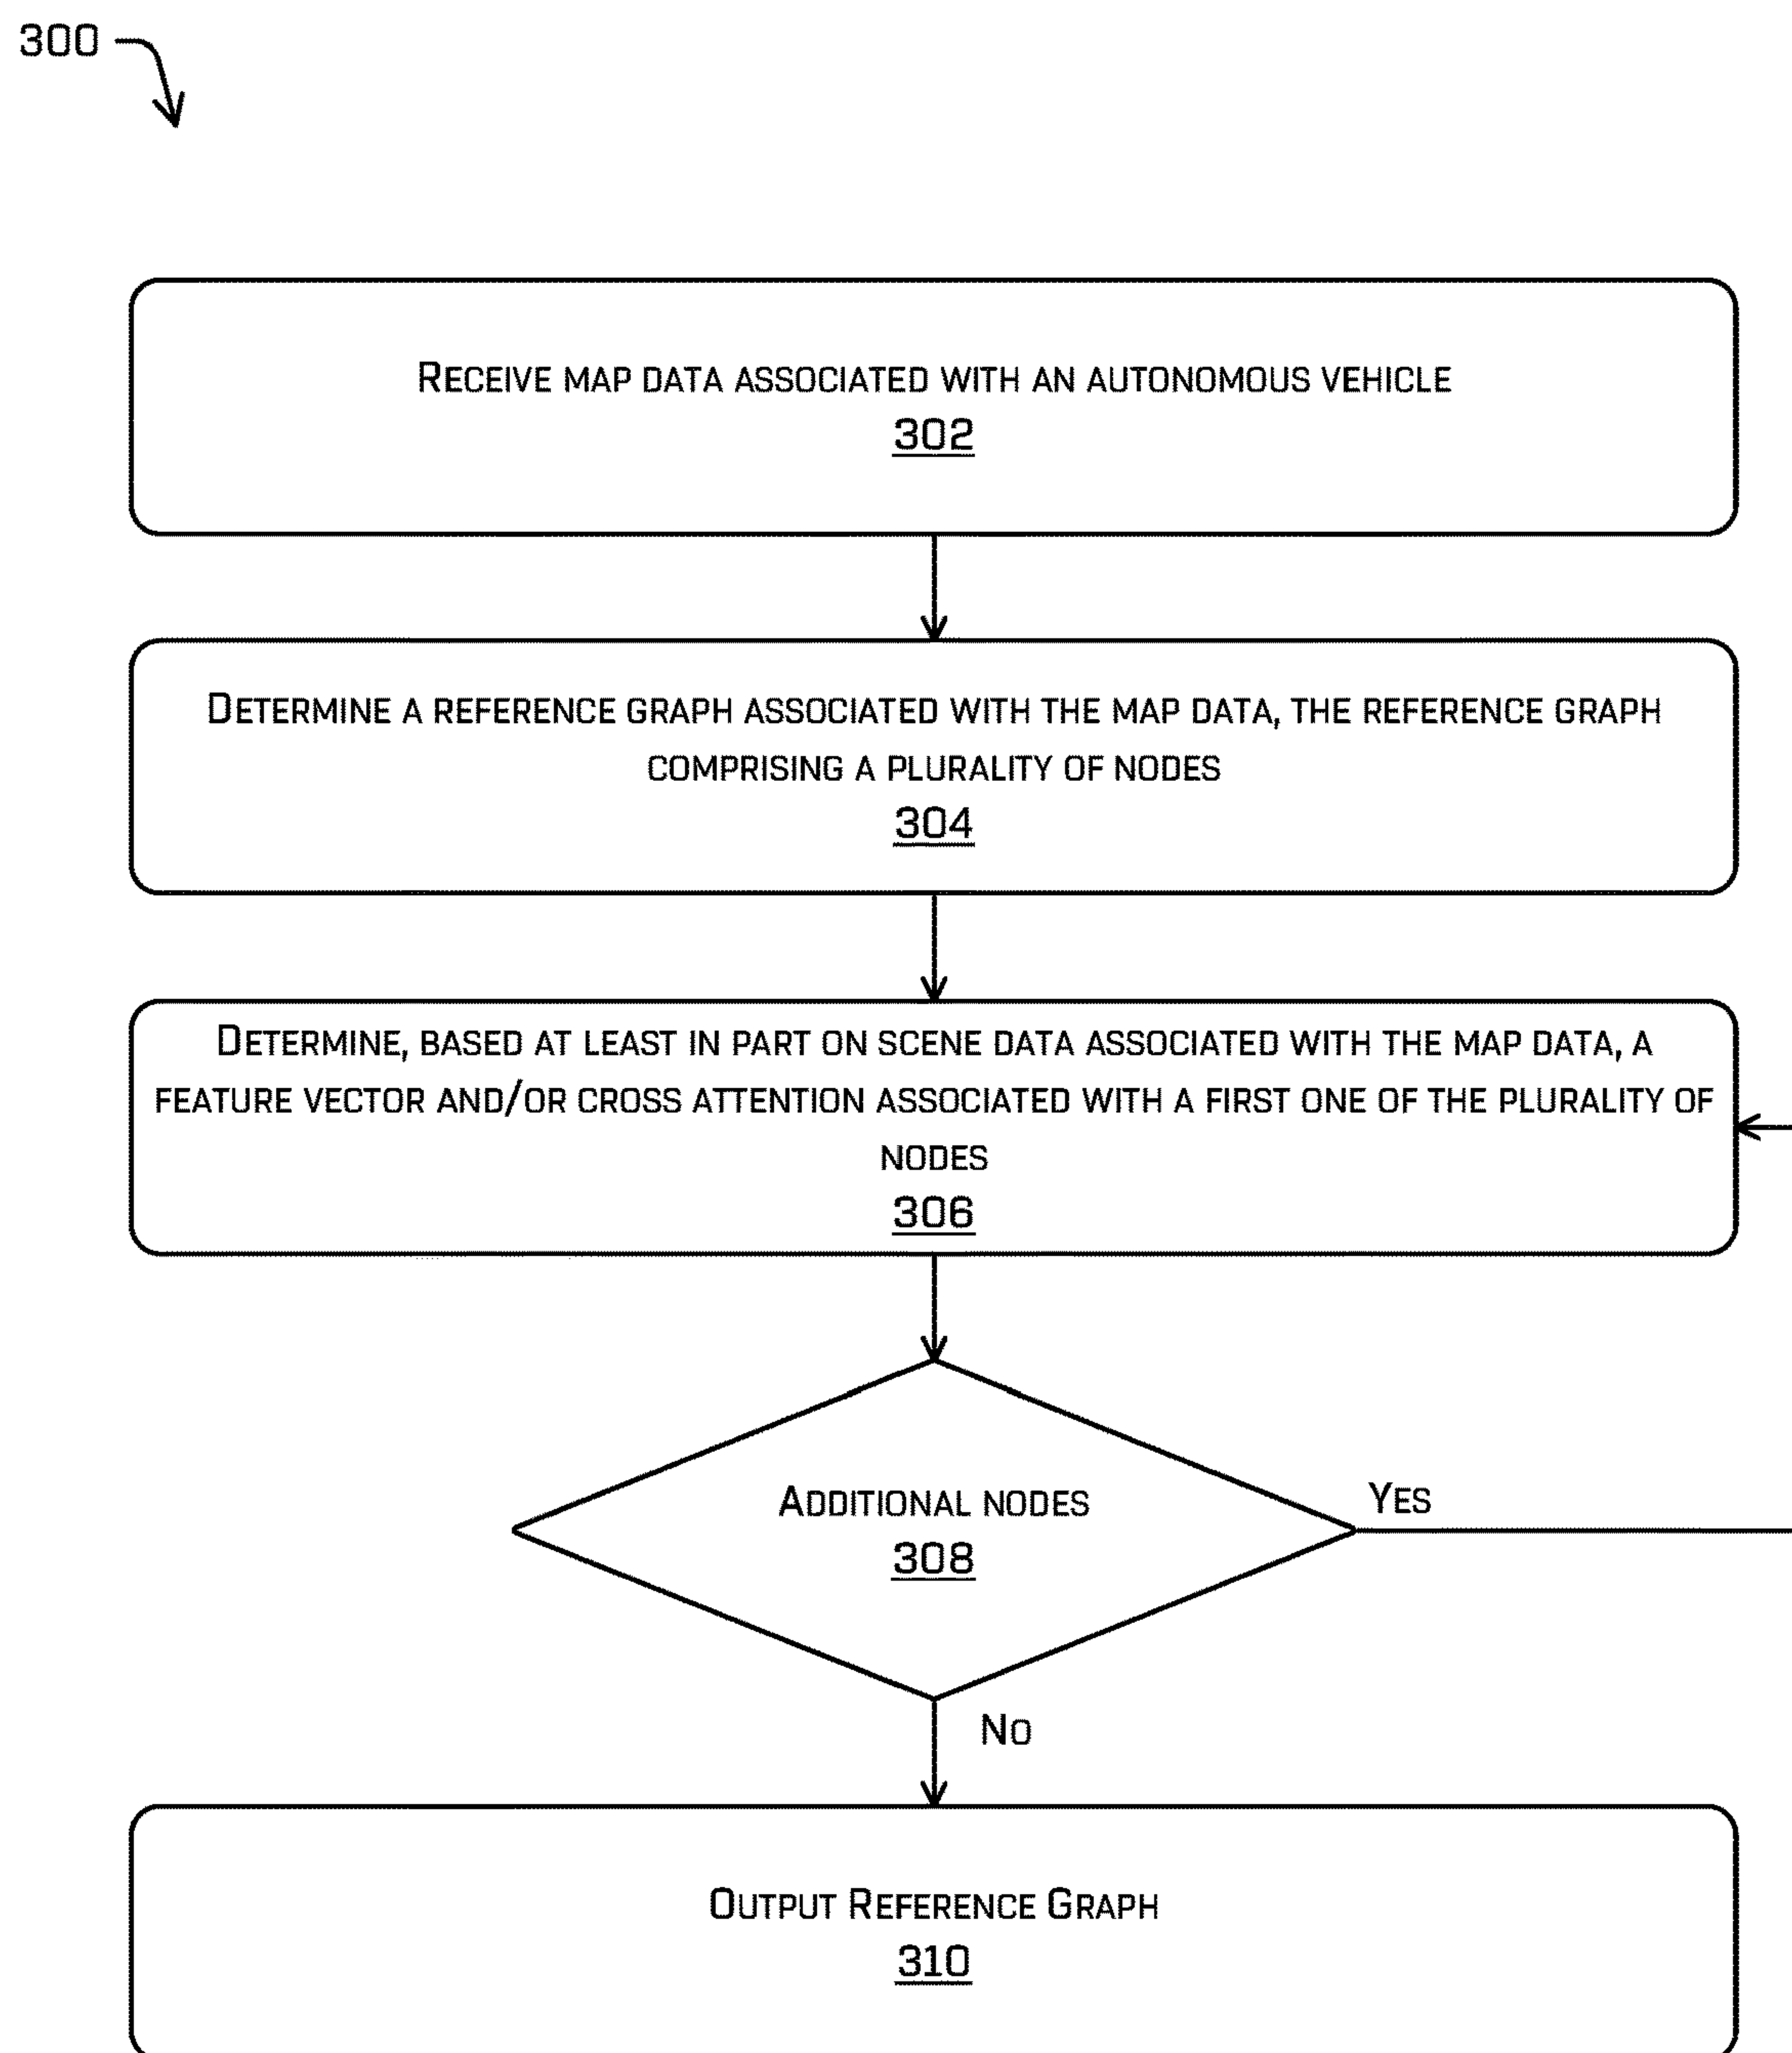 300
RECEIVE MAP DATA ASSOCIATED WITH AN AUTONOMOUS VEHICLE
302
DETERMINE A REFERENCE GRAPH ASSOCIATED WITH THE MAP DATA, THE REFERENCE GRAPH
COMPRISING A PLURALITY OF NODES
304
DETERMINE, BASED AT LEAST IN PART ON SCENE DATA ASSOCIATED WITH THE MAP DATA, A
FEATURE VECTOR AND/OR CROSS ATTENTION ASSOCIATED WITH A FIRST ONE OF THE PLURALITY OF
NODES
306
ADDITIONAL NODES
308
YES
NO
OUTPUT REFERENCE GRAPH
310